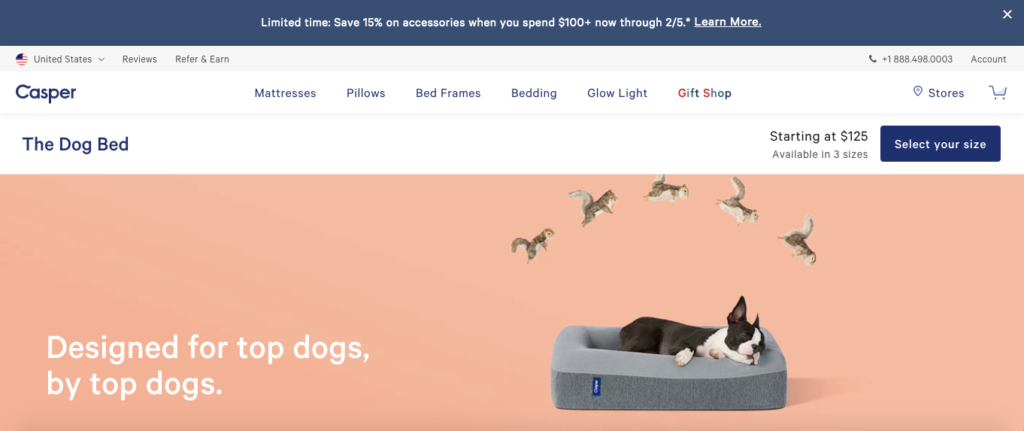 Limited time: Save 15% on accessories when you spend $100+ now through 2/5.* Learn More.
United States Reviews Refer & Earn +1 888.498.0003 Account
Casper Mattresses Pillows Bed Frames Bedding Glow Light Gift Shop Stores
The Dog Bed
Starting at $125
Available in 3 sizes
Select your size
Designed for top dogs,
by top dogs.
Casper